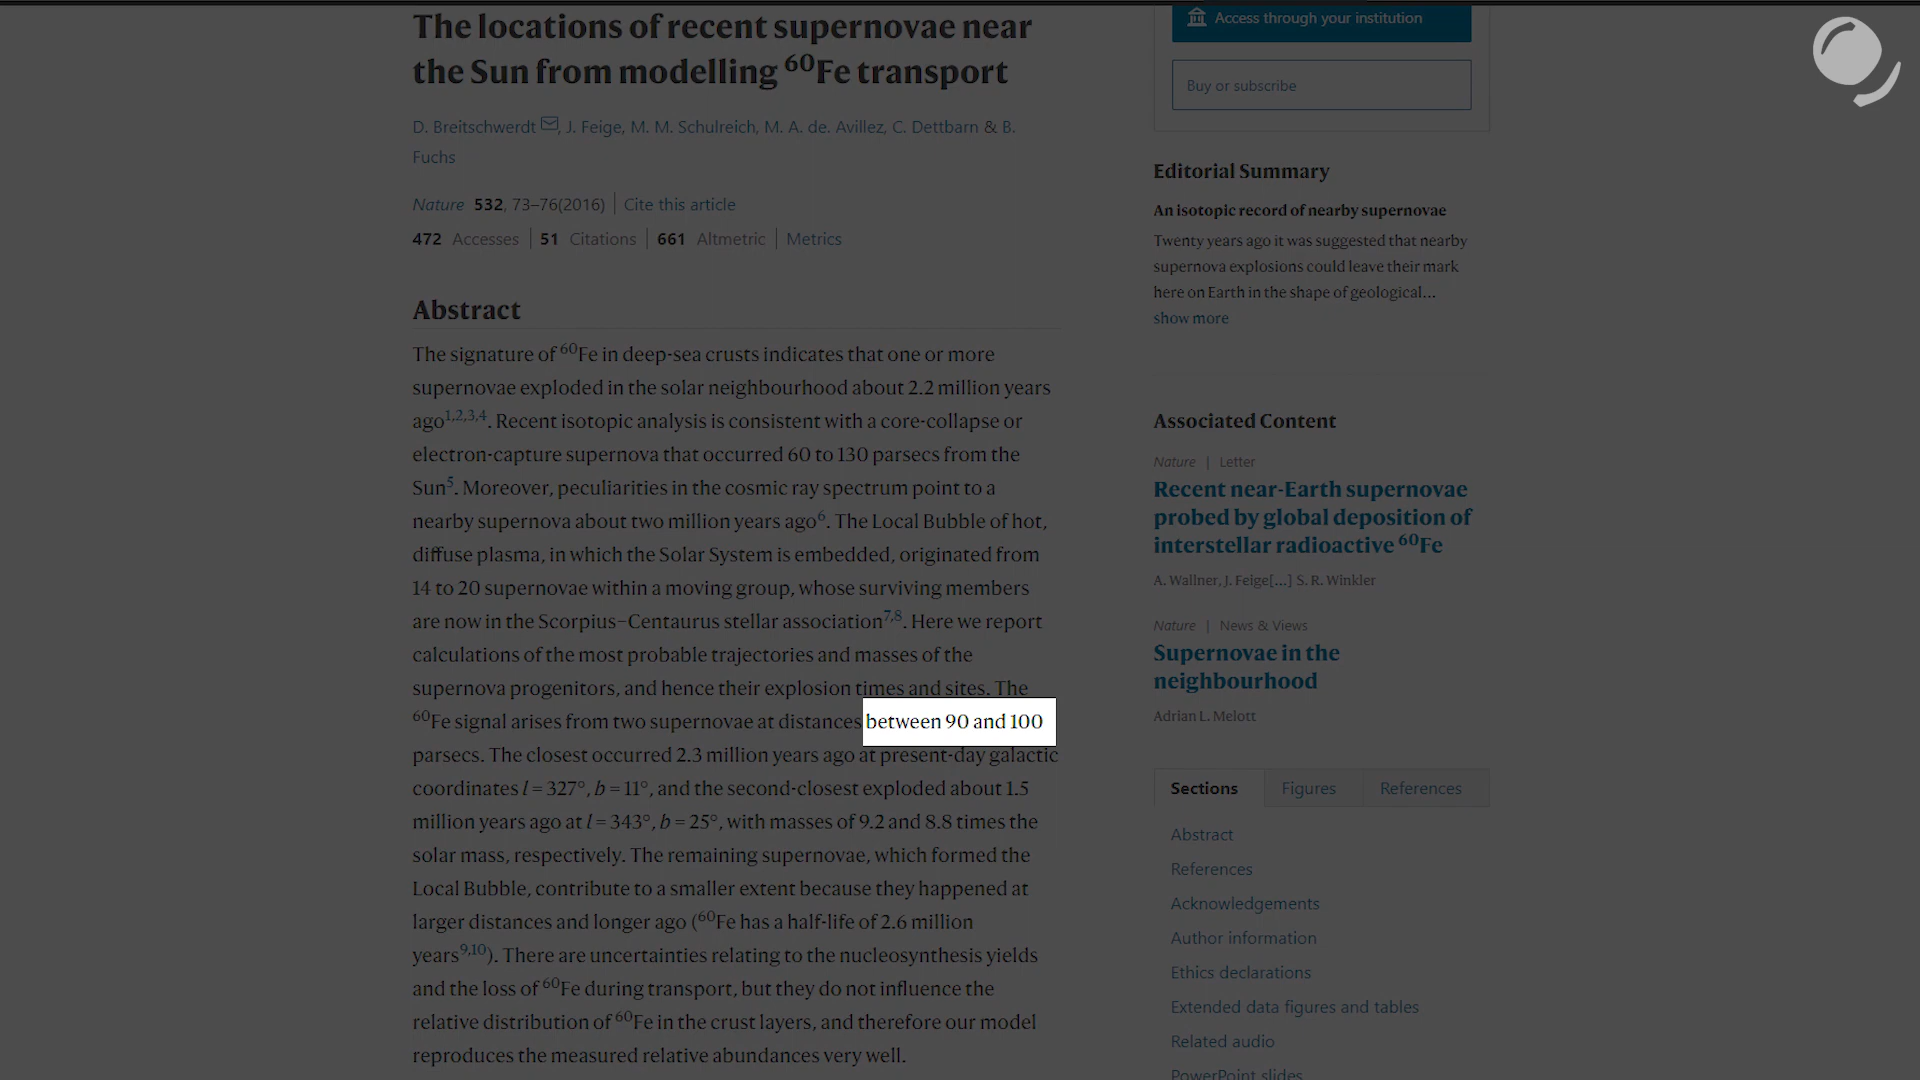 The locations of recent supernovae near
the Sun from modelling ⁶⁰Fe transport
D. Breitschwerdt, J. Feige, M. M. Schulreich, M. A. de. Avillez, C. Dettbarn & B.
Fuchs
Nature 532, 73–76(2016) | Cite this article
472 Accesses | 51 Citations | 661 Altmetric | Metrics
Abstract
The signature of ⁶⁰Fe in deep-sea crusts indicates that one or more
supernovae exploded in the solar neighbourhood about 2.2 million years
ago¹,²,³,⁴. Recent isotopic analysis is consistent with a core-collapse or
electron-capture supernova that occurred 60 to 130 parsecs from the
Sun⁵. Moreover, peculiarities in the cosmic ray spectrum point to a
nearby supernova about two million years ago⁶. The Local Bubble of hot,
diffuse plasma, in which the Solar System is embedded, originated from
14 to 20 supernovae within a moving group, whose surviving members
are now in the Scorpius–Centaurus stellar association⁷,⁸. Here we report
calculations of the most probable trajectories and masses of the
supernova progenitors, and hence their explosion times and sites. The
⁶⁰Fe signal arises from two supernovae at distances between 90 and 100
parsecs. The closest occurred 2.3 million years ago at present-day galactic
coordinates l = 327°, b = 11°, and the second-closest exploded about 1.5
million years ago at l = 343°, b = 25°, with masses of 9.2 and 8.8 times the
solar mass, respectively. The remaining supernovae, which formed the
Local Bubble, contribute to a smaller extent because they happened at
larger distances and longer ago (⁶⁰Fe has a half-life of 2.6 million
years⁹,¹⁰). There are uncertainties relating to the nucleosynthesis yields
and the loss of ⁶⁰Fe during transport, but they do not influence the
relative distribution of ⁶⁰Fe in the crust layers, and therefore our model
reproduces the measured relative abundances very well.
Access through your institution
Buy or subscribe
Editorial Summary
An isotopic record of nearby supernovae
Twenty years ago it was suggested that nearby
supernova explosions could leave their mark
here on Earth in the shape of geological...
show more
Associated Content
Nature | Letter
Recent near-Earth supernovae
probed by global deposition of
interstellar radioactive ⁶⁰Fe
A. Wallner, J. Feige[...] S. R. Winkler
Nature | News & Views
Supernovae in the
neighbourhood
Adrian L. Melott
Sections Figures References
Abstract
References
Acknowledgements
Author information
Ethics declarations
Extended data figures and tables
Related audio
PowerPoint slides